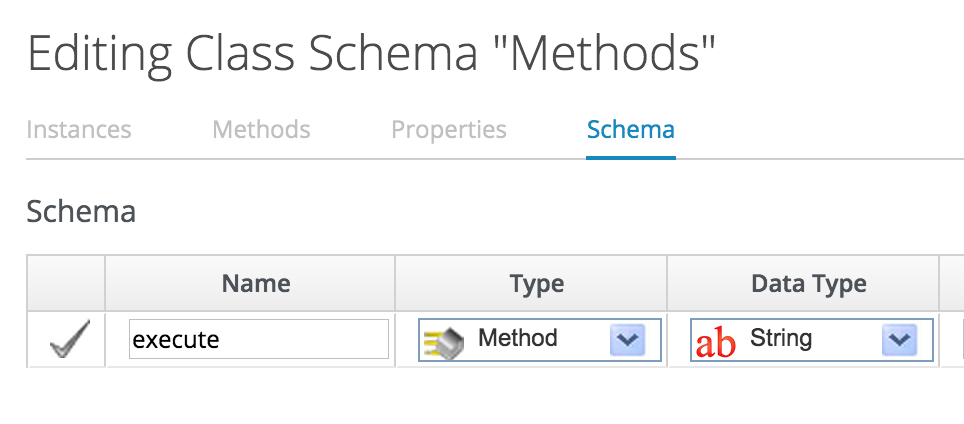 Editing Class Schema "Methods"
Instances Methods Properties Schema
Schema
Name Type Data Type
execute Method ab String